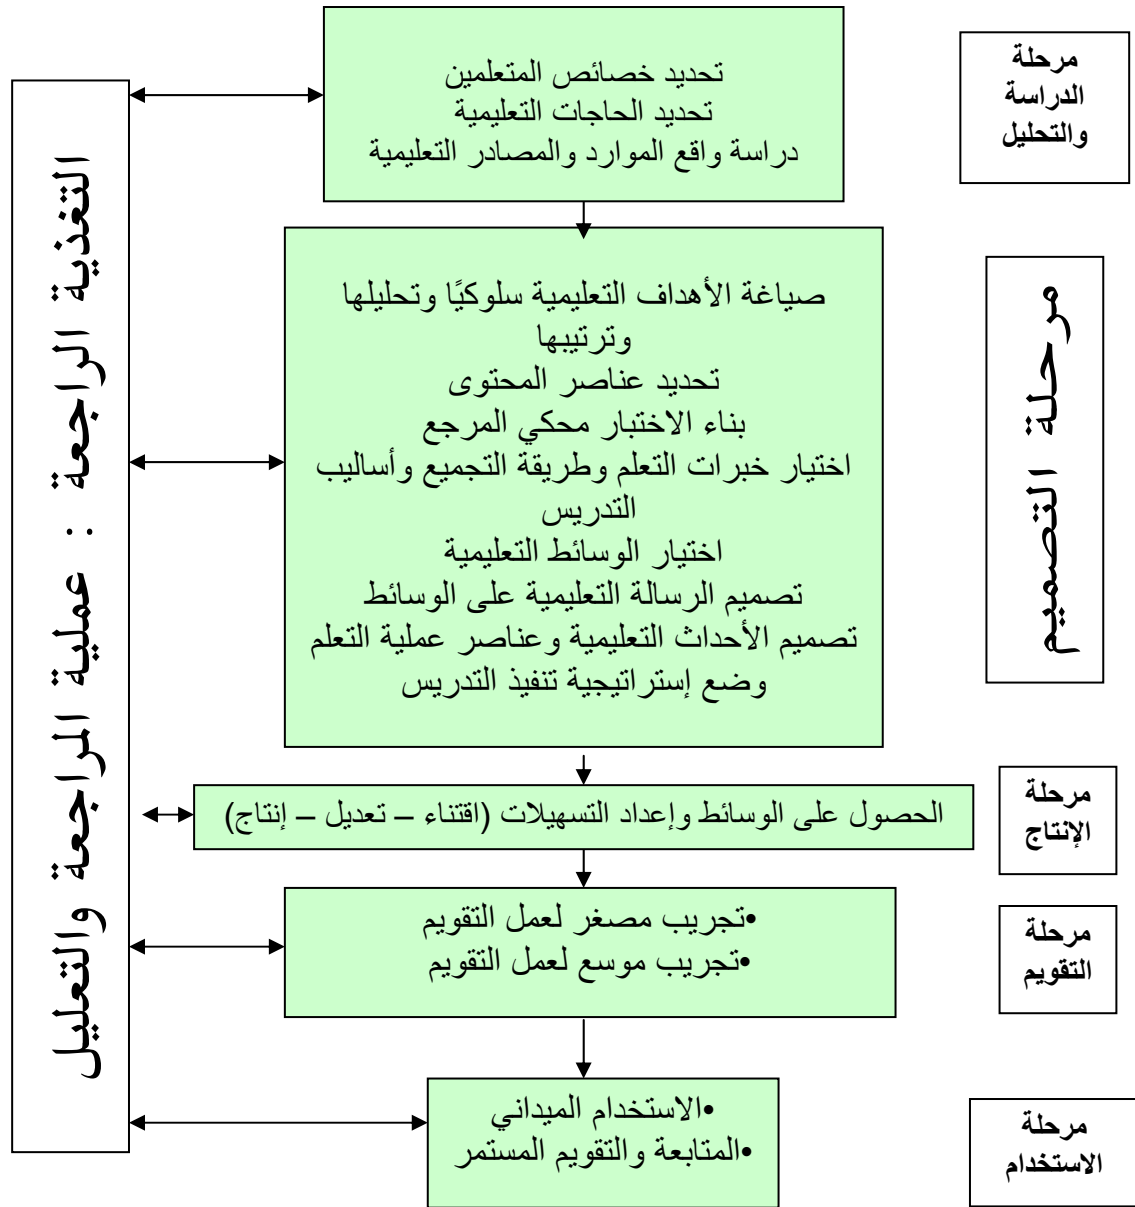 تحديد خصائص المتعلمين
تحديد الحاجات التعليمية
دراسة واقع الموارد والمصادر التعليمية
مرحلة
الدراسة
والتحليل
صياغة الأهداف التعليمية سلوكيًا وتحليلها
وترتيبها
تحديد عناصر المحتوى
بناء الاختبار محكي المرجع
اختيار خبرات التعلم وطريقة التجميع وأساليب
التدريس
اختيار الوسائط التعليمية
تصميم الرسالة التعليمية على الوسائط
تصميم الأحداث التعليمية وعناصر عملية التعلم
وضع إستراتيجية تنفيذ التدريس
مرحلة التصميم
الحصول على الوسائط وإعداد التسهيلات (اقتناء – تعديل – إنتاج)
مرحلة
الإنتاج
•تجريب مصغر لعمل التقويم
•تجريب موسع لعمل التقويم
مرحلة
التقويم
•الاستخدام الميداني
•المتابعة والتقويم المستمر
مرحلة
الاستخدام
التغذية الراجعة : عملية المراجعة والتعليل